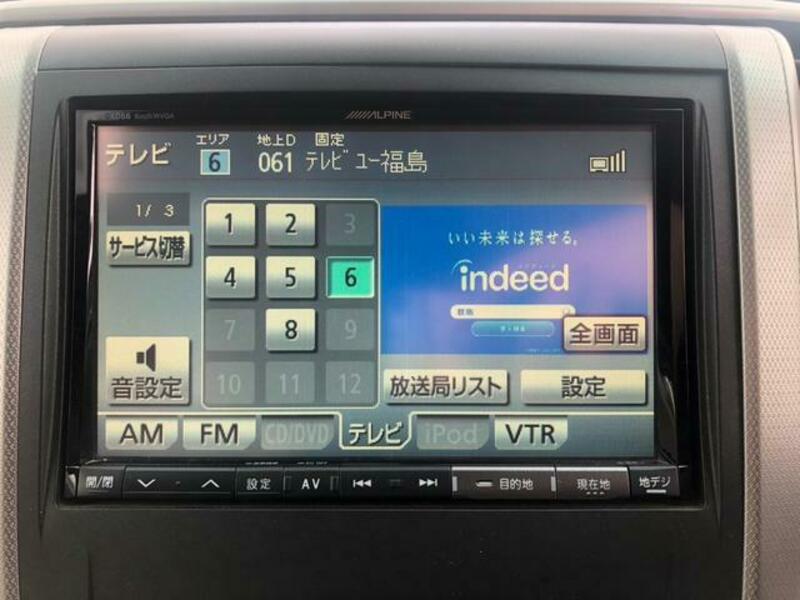 ALPINE
エリア 地上D 固定
テレビ 6 061 テレビ ユー福島
1/ 3
サービス切替
1 2 3
4 5 6
7 8 9
10 11 12
いい未来は探せる。
indeed
全画面
音設定
放送局リスト 設定
AM FM CD/DVD テレビ iPod VTR
開/閉 設定 AV 目的地 現在地 地デジ